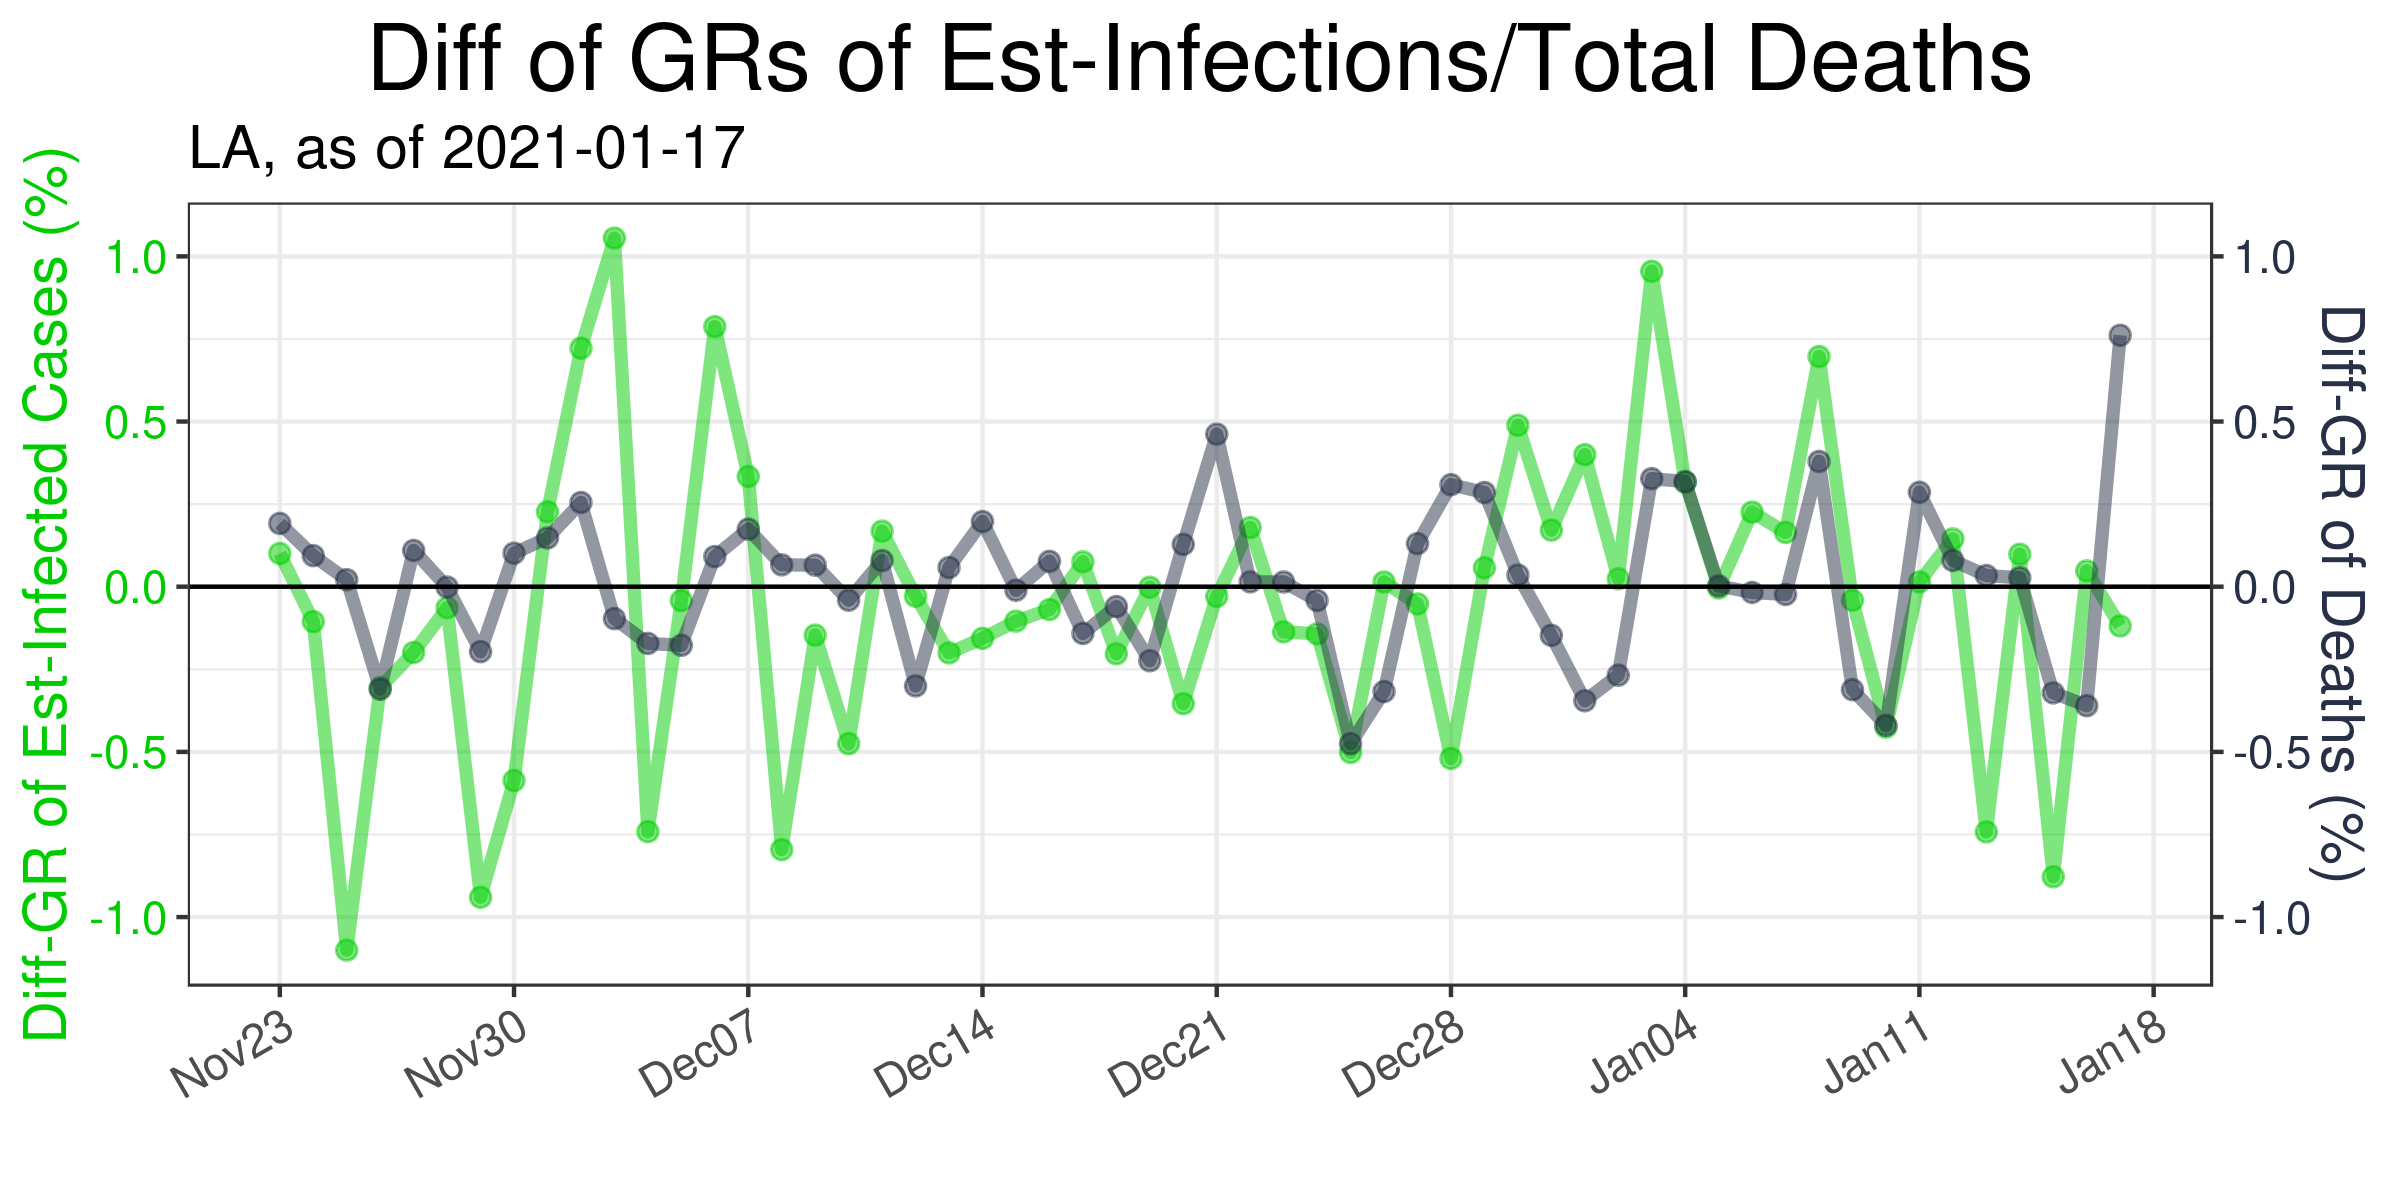 Diff of GRs of Est-Infections/Total Deaths
LA, as of 2021-01-17
Diff-GR of Est-Infected Cases (%)
1.0
0.5
0.0
-0.5
-1.0
1.0
0.5
0.0
-0.5
-1.0
Diff-GR of Deaths (%)
Nov23 Nov30 Dec07 Dec14 Dec21 Dec28 Jan04 Jan11 Jan18